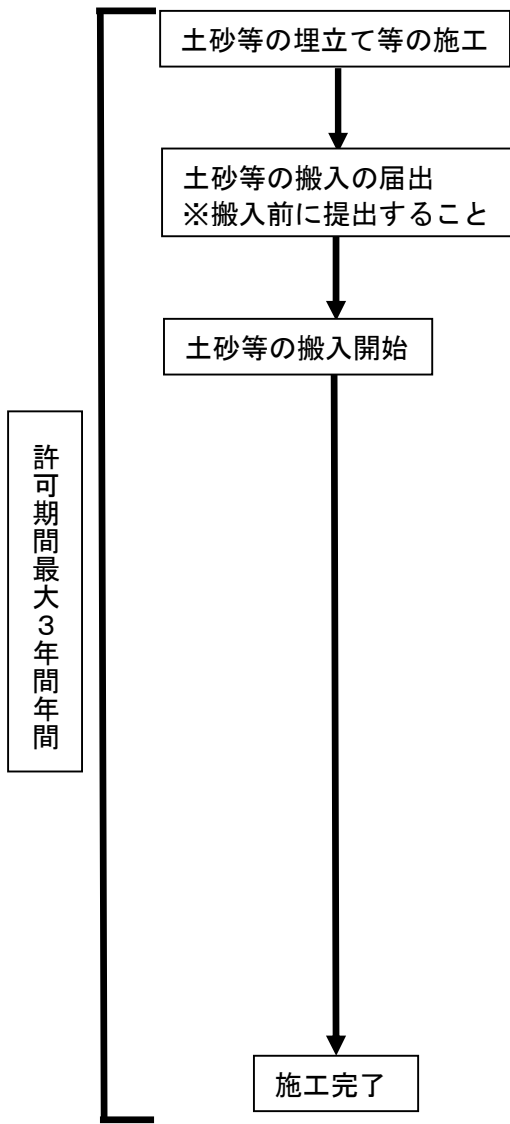 土砂等の埋立て等の施工
土砂等の搬入の届出
※搬入前に提出すること
土砂等の搬入開始
許可期間最大３年間年間
施工完了